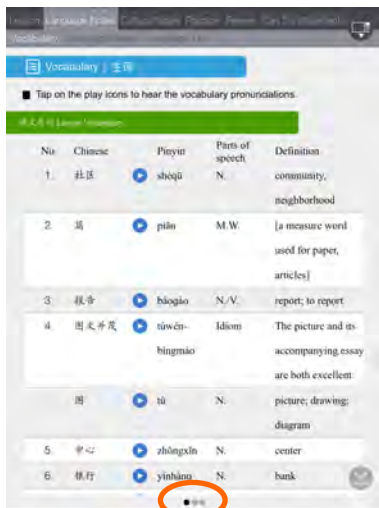 Vocabulary | 生词
■ Tap on the play icons to hear the vocabulary pronunciations.
No Chinese Pinyin Parts of speech Definition
1. 社区 shèqū N. community, neighborhood
2. 篇 piān M.W. [a measure word used for paper, articles]
3. 报告 bàogào N./V. report; to report
4. 图文并茂 túwén-bìngmào Idiom The picture and its accompanying essay are both excellent
图 tú N. picture; drawing; diagram
5. 中心 zhōngxīn N. center
6. 银行 yínháng N. bank